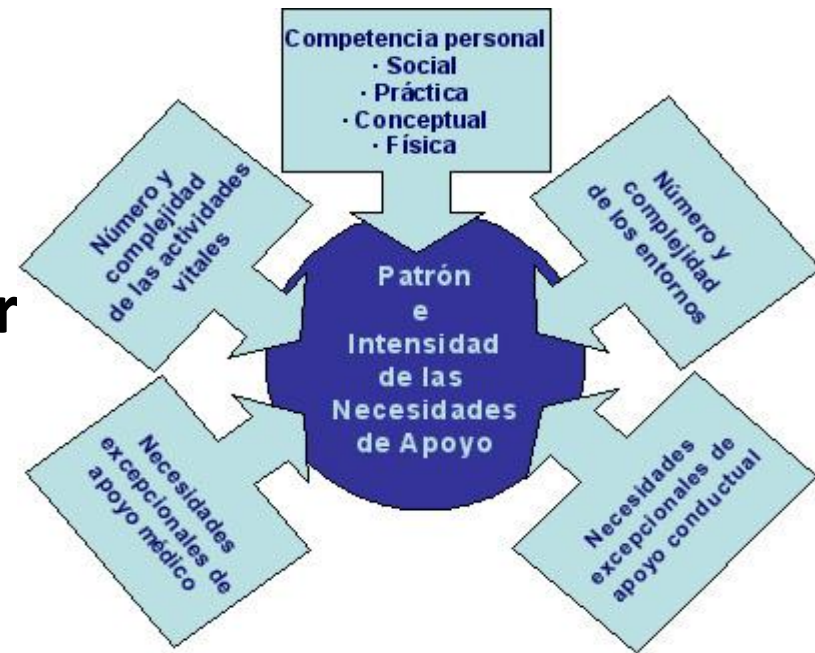 Competencia personal
· Social
· Práctica
· Conceptual
· Física
Número y
complejidad
de las actividades
vitales
Número y
complejidad
de los entornos
r
Patrón
e
Intensidad
de las
Necesidades
de Apoyo
Necesidades
excepcionales de
apoyo médico
Necesidades
excepcionales de
apoyo conductual